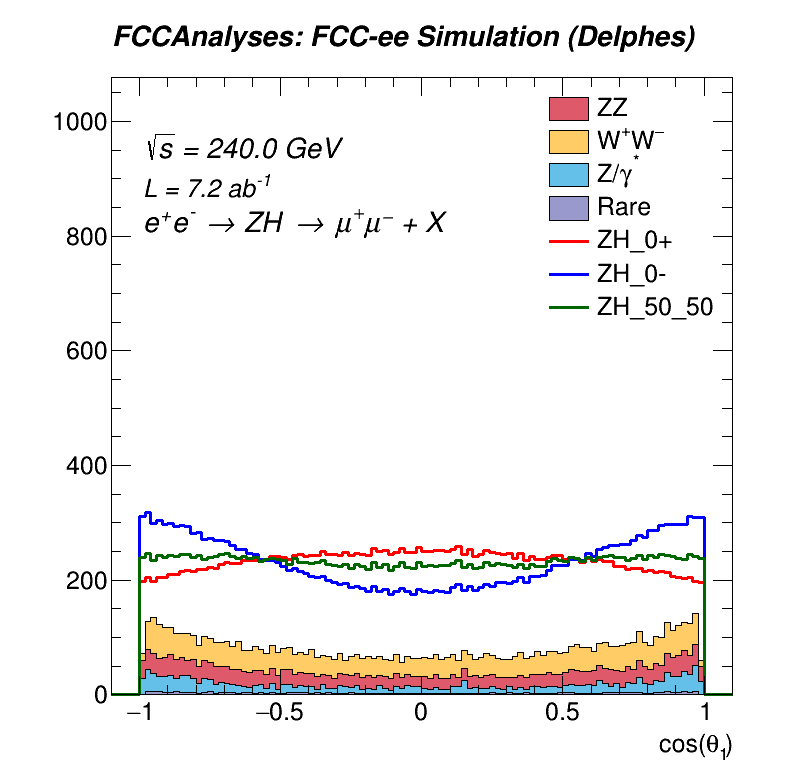 FCCAnalyses: FCC-ee Simulation (Delphes)
√s = 240.0 GeV
L = 7.2 ab⁻¹
e⁺e⁻ → ZH → μ⁺μ⁻ + X
ZZ
W⁺W⁻
Z/γ*
Rare
ZH_0+
ZH_0-
ZH_50_50
1000
800
600
400
200
0
−1
−0.5
0
0.5
1
cos(θ₁)